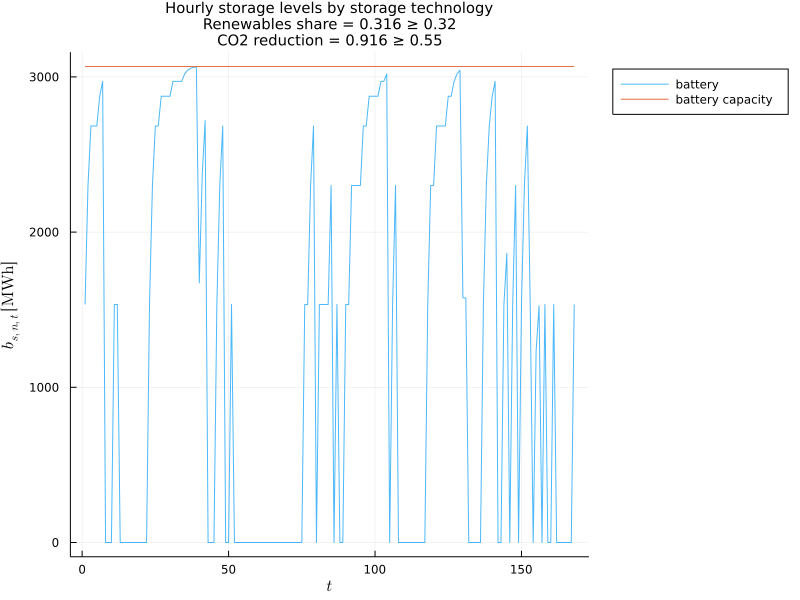 Hourly storage levels by storage technology
Renewables share = 0.316 ≥ 0.32
CO2 reduction = 0.916 ≥ 0.55
battery
battery capacity
b_{s,n,t} [MWh]
3000
2000
1000
0
0 50 100 150
t